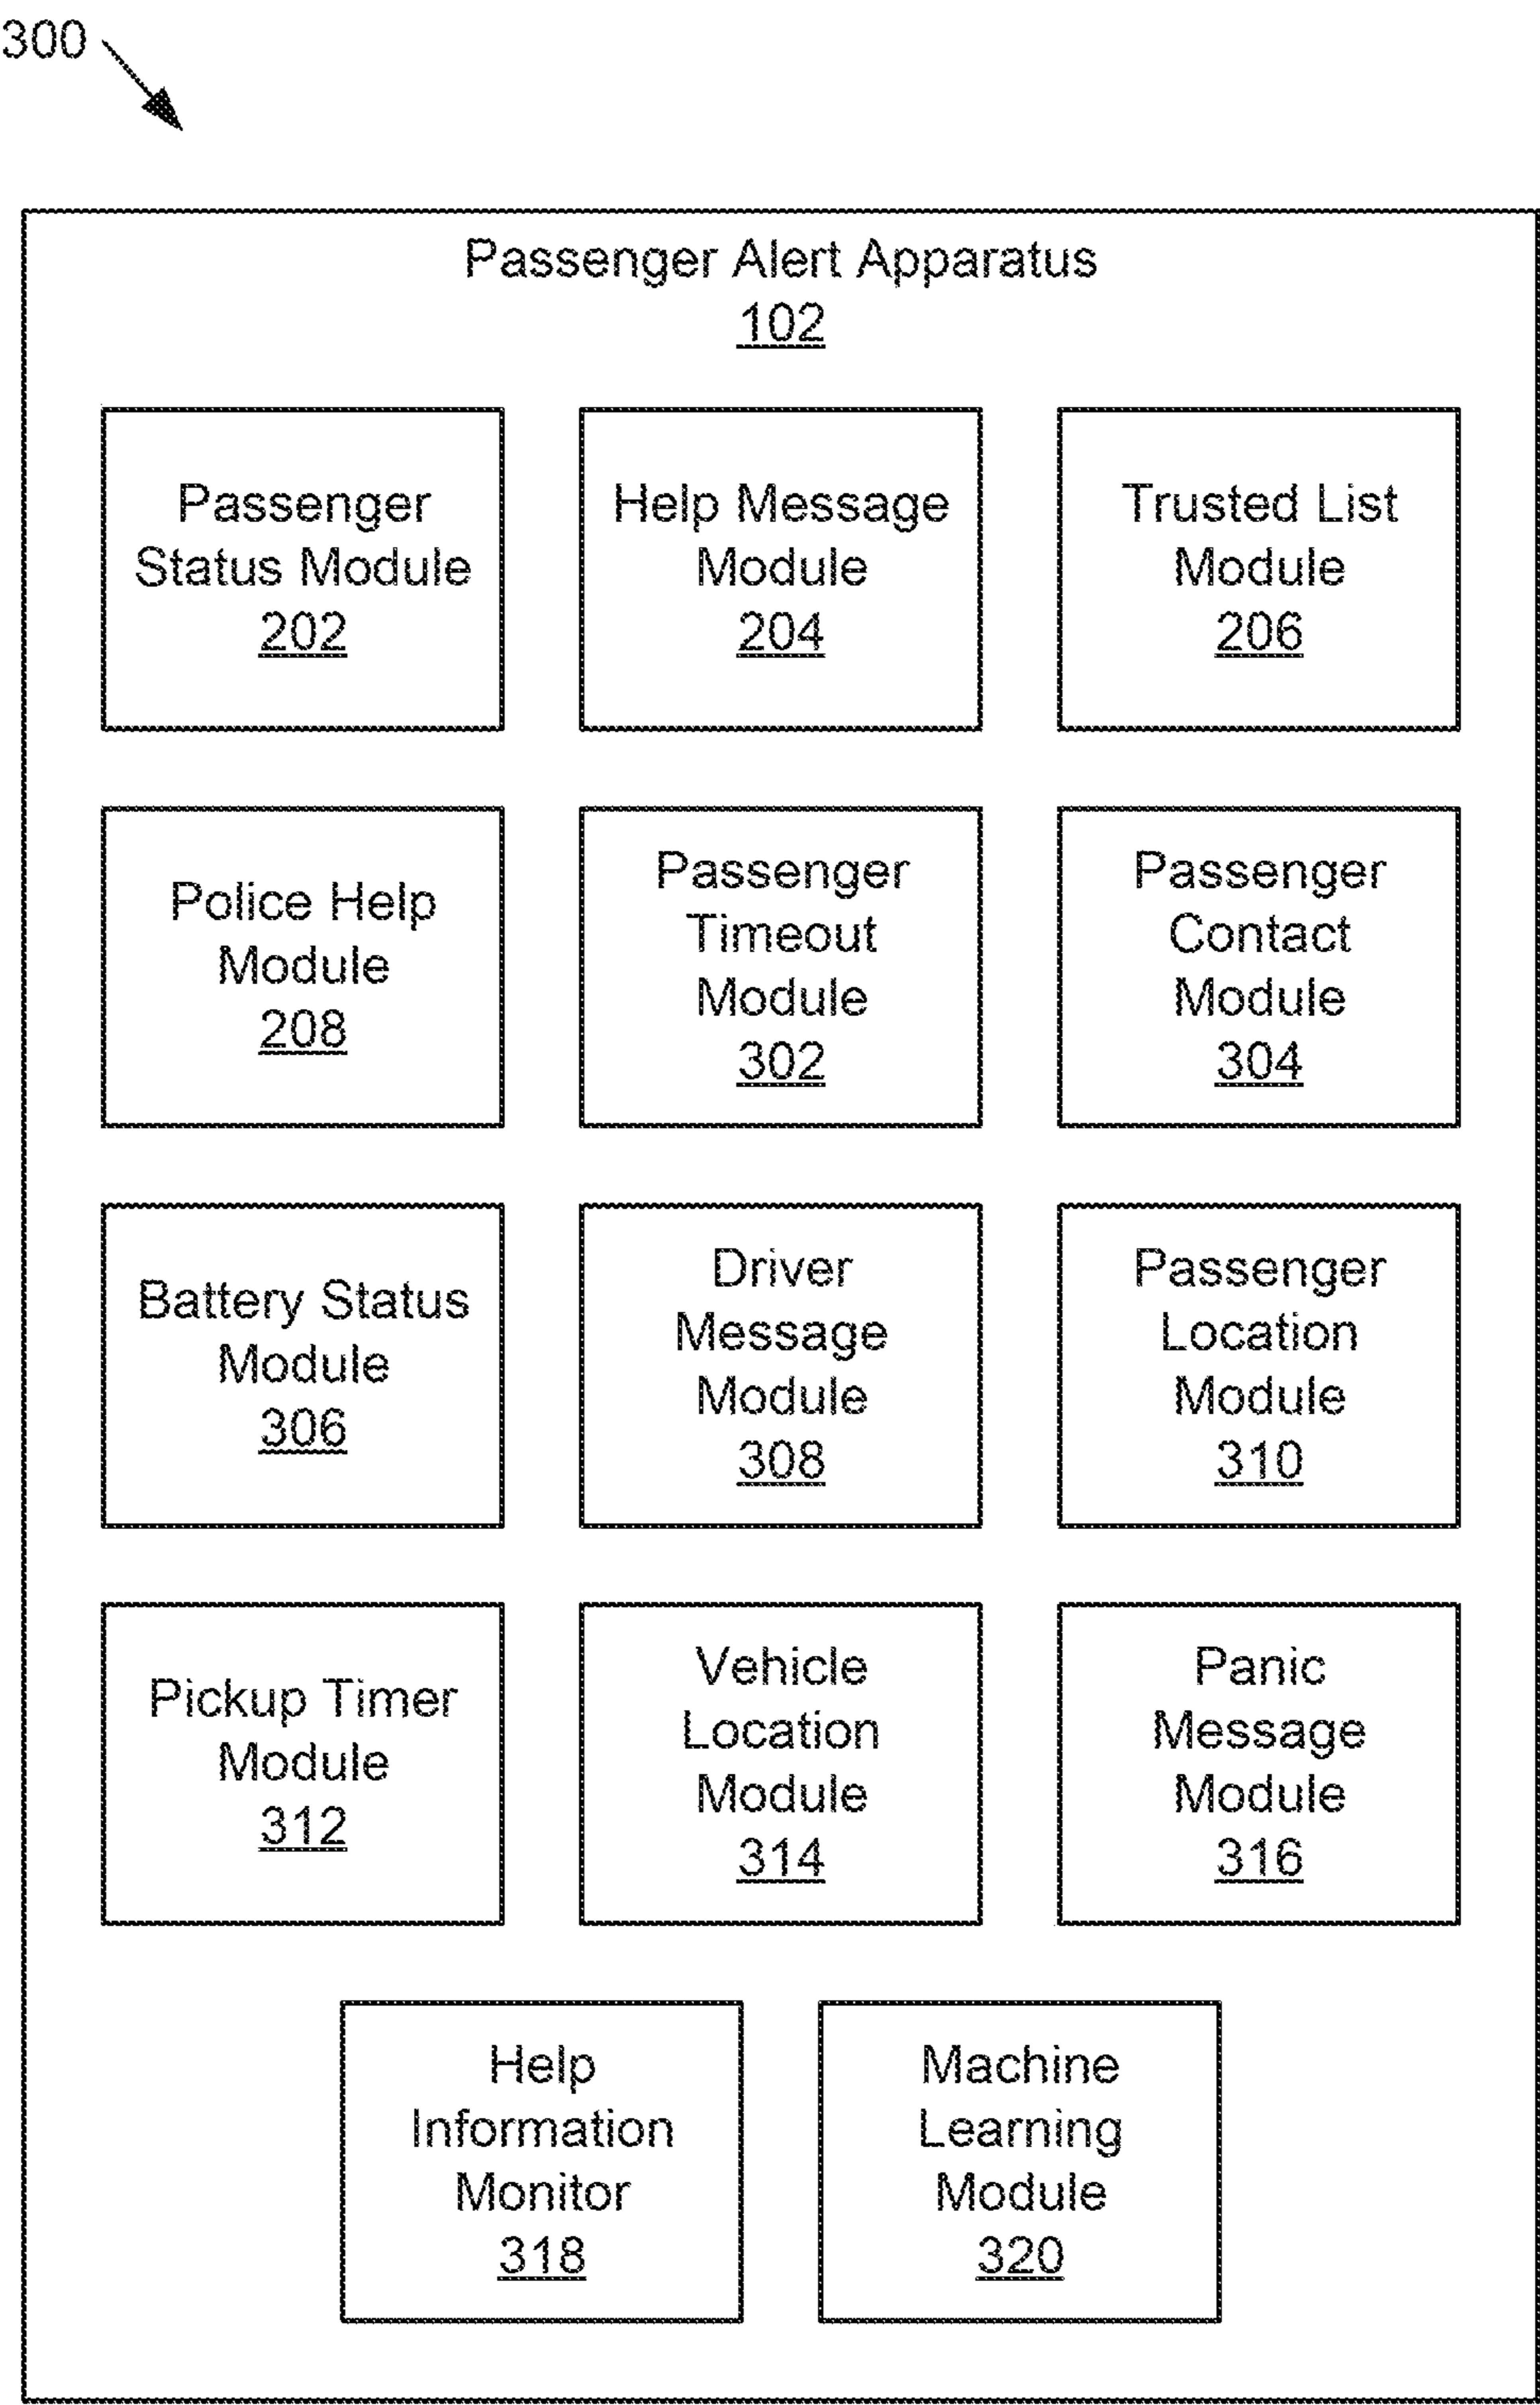 300
Passenger Alert Apparatus
102
Passenger
Status Module
202
Help Message
Module
204
Trusted List
Module
206
Police Help
Module
208
Passenger
Timeout
Module
302
Passenger
Contact
Module
304
Battery Status
Module
306
Driver
Message
Module
308
Passenger
Location
Module
310
Pickup Timer
Module
312
Vehicle
Location
Module
314
Panic
Message
Module
316
Help
Information
Monitor
318
Machine
Learning
Module
320